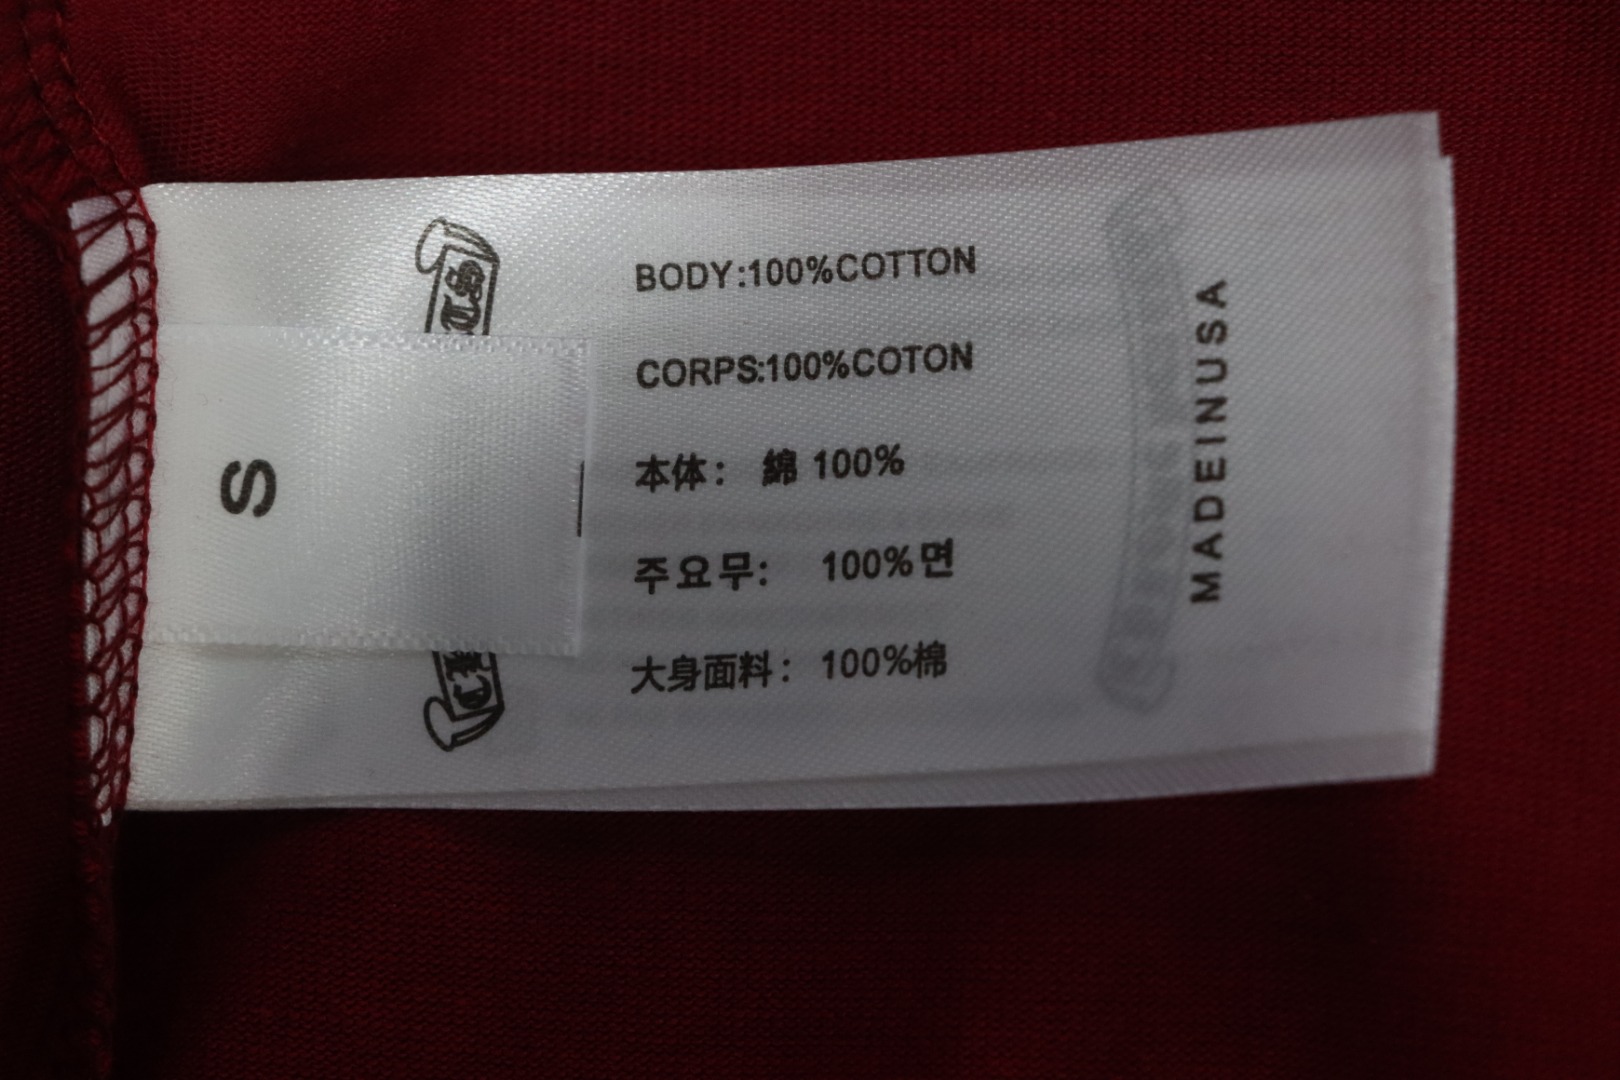 BODY:100%COTTON
CORPS:100%COTON
本体： 綿 100%
주요무: 100%면
大身面料： 100%棉
MADEINUSA
S